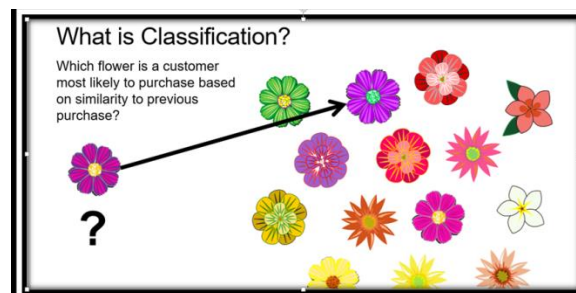 What is Classification?
Which flower is a customer
most likely to purchase based
on similarity to previous
purchase?
?